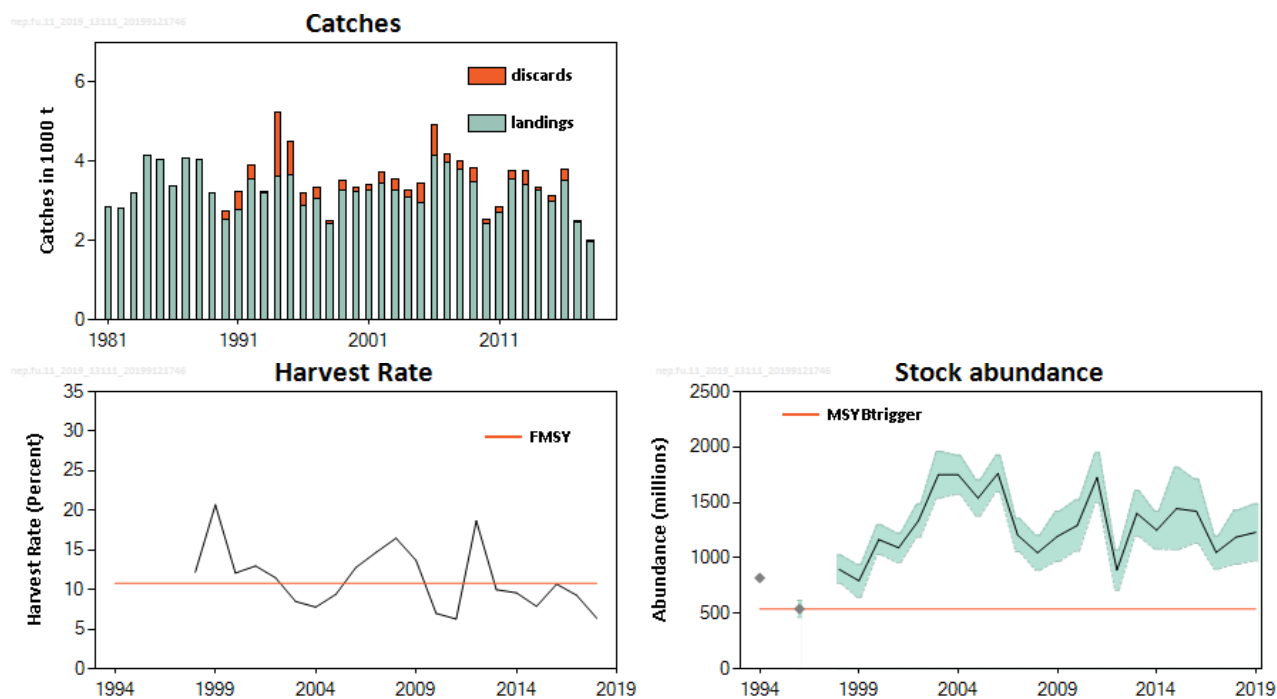 nep.fu.11_2019_13111_20199121746
Catches
Catches in 1000 t
6
4
2
0
discards
landings
1981
1991
2001
2011
nep.fu.11_2019_13111_20199121746
Harvest Rate
Harvest Rate (Percent)
35
30
25
20
15
10
5
0
FMSY
1994
1999
2004
2009
2014
2019
nep.fu.11_2019_13111_20199121746
Stock abundance
Abundance (millions)
2500
2000
1500
1000
500
0
MSYBtrigger
1994
1999
2004
2009
2014
2019